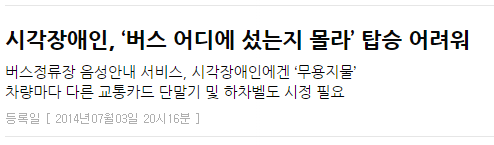 시각장애인, ‘버스 어디에 섰는지 몰라’ 탑승 어려워
버스정류장 음성안내 서비스, 시각장애인에겐 ‘무용지물’
차량마다 다른 교통카드 단말기 및 하차벨도 시정 필요
등록일 [ 2014년07월03일 20시16분 ]